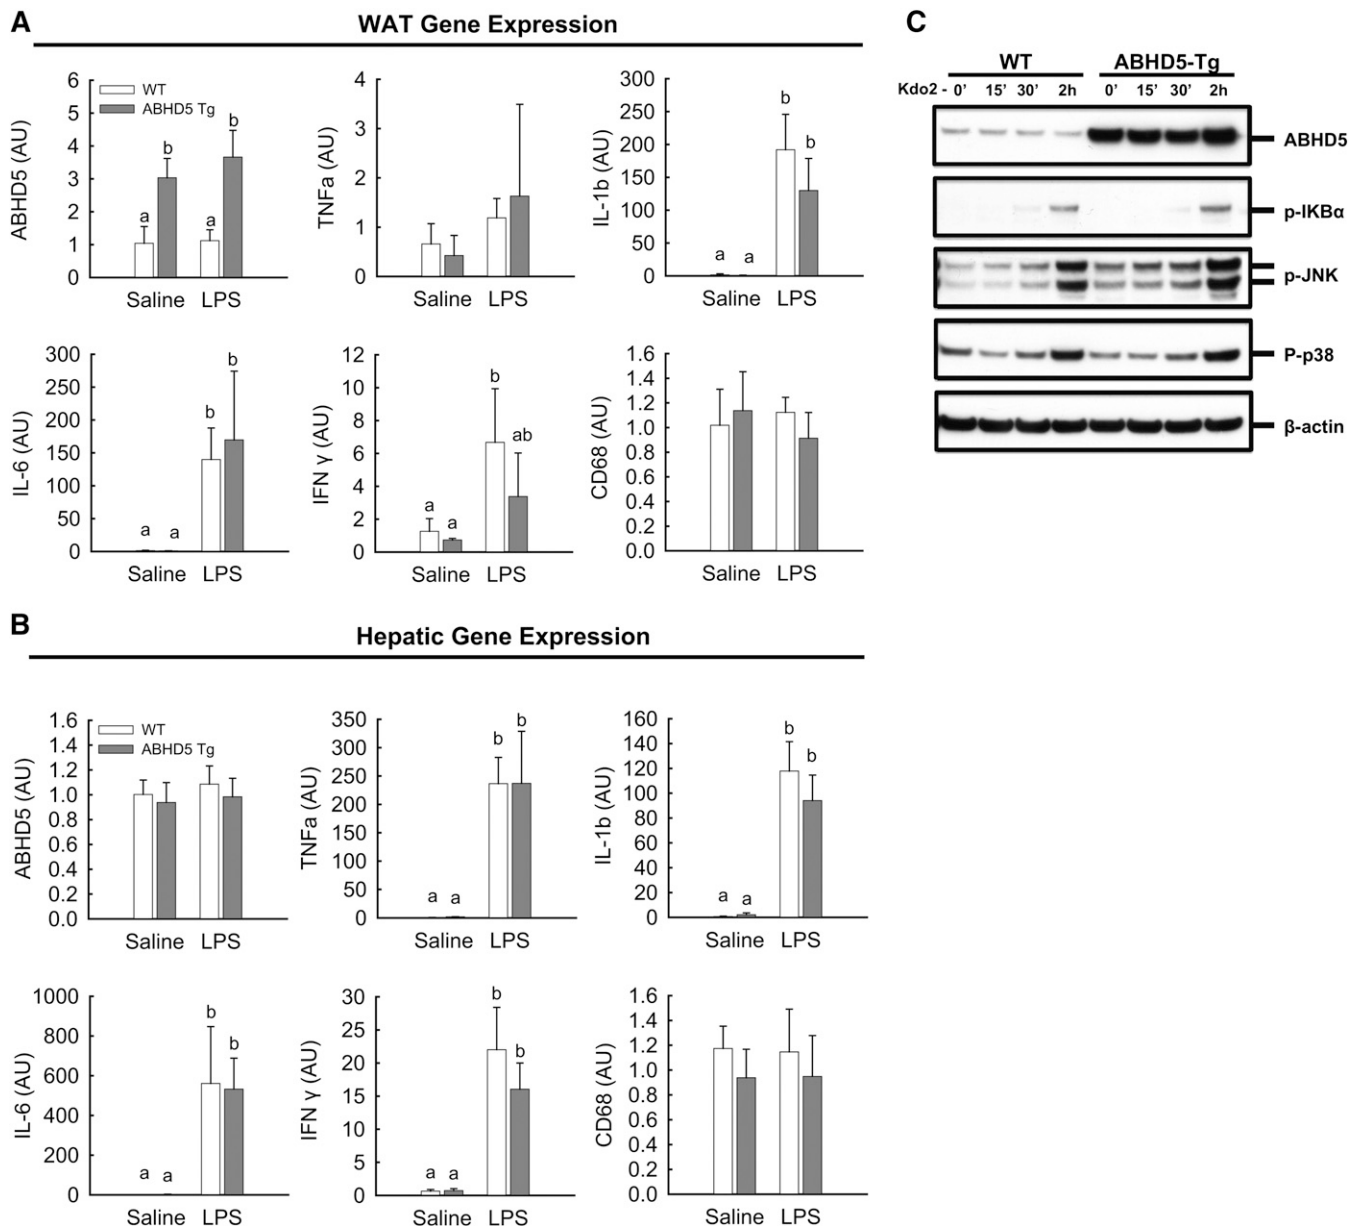 A
WAT Gene Expression
ABHD5 (AU)
6
5
4
3
2
1
0
WT
ABHD5 Tg
a
b
a
b
Saline LPS
TNFa (AU)
4
3
2
1
0
Saline LPS
IL-1b (AU)
300
250
200
150
100
50
0
a a
b
b
Saline LPS
IL-6 (AU)
300
250
200
150
100
50
0
a a
b
b
Saline LPS
IFN γ (AU)
12
10
8
6
4
2
0
a
a
b
ab
Saline LPS
CD68 (AU)
1.6
1.4
1.2
1.0
0.8
0.6
0.4
0.2
0.0
Saline LPS
B
Hepatic Gene Expression
ABHD5 (AU)
1.6
1.4
1.2
1.0
0.8
0.6
0.4
0.2
0.0
WT
ABHD5 Tg
Saline LPS
TNFa (AU)
350
300
250
200
150
100
50
0
a a
b
b
Saline LPS
IL-1b (AU)
160
140
120
100
80
60
40
20
0
a a
b
b
Saline LPS
IL-6 (AU)
1000
800
600
400
200
0
a a
b
b
Saline LPS
IFN γ (AU)
30
25
20
15
10
5
0
a a
b
b
Saline LPS
CD68 (AU)
1.6
1.4
1.2
1.0
0.8
0.6
0.4
0.2
0.0
Saline LPS
C
WT ABHD5-Tg
Kdo2 - 0' 15' 30' 2h 0' 15' 30' 2h
ABHD5
p-IKBα
p-JNK
P-p38
β-actin